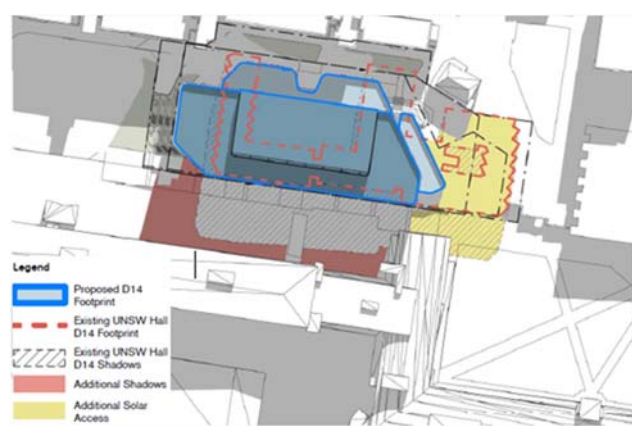 Legend
Proposed D14
Footprint
Existing UNSW Hall
D14 Footprint
Existing UNSW Hall
D14 Shadows
Additional Shadows
Additional Solar
Access